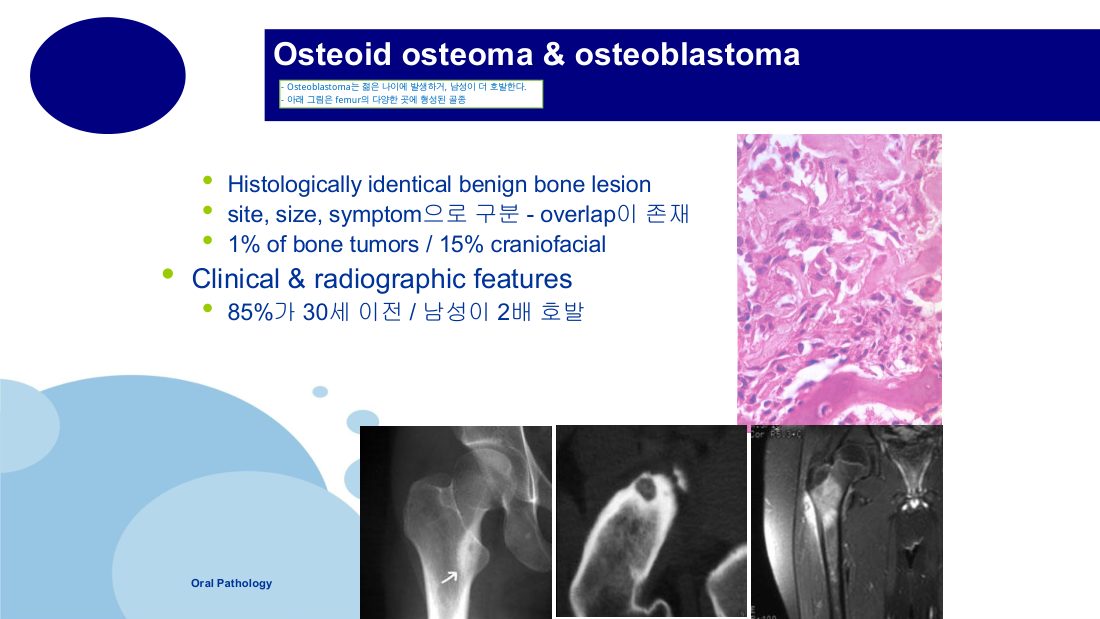 Osteoid osteoma & osteoblastoma
- Osteoblastoma는 젊은 나이에 발생하거, 남성이 더 호발한다.
- 아래 그림은 femur의 다양한 곳에 형성된 골종
Histologically identical benign bone lesion
site, size, symptom으로 구분 - overlap이 존재
1% of bone tumors / 15% craniofacial
Clinical & radiographic features
85%가 30세 이전 / 남성이 2배 호발
Oral Pathology